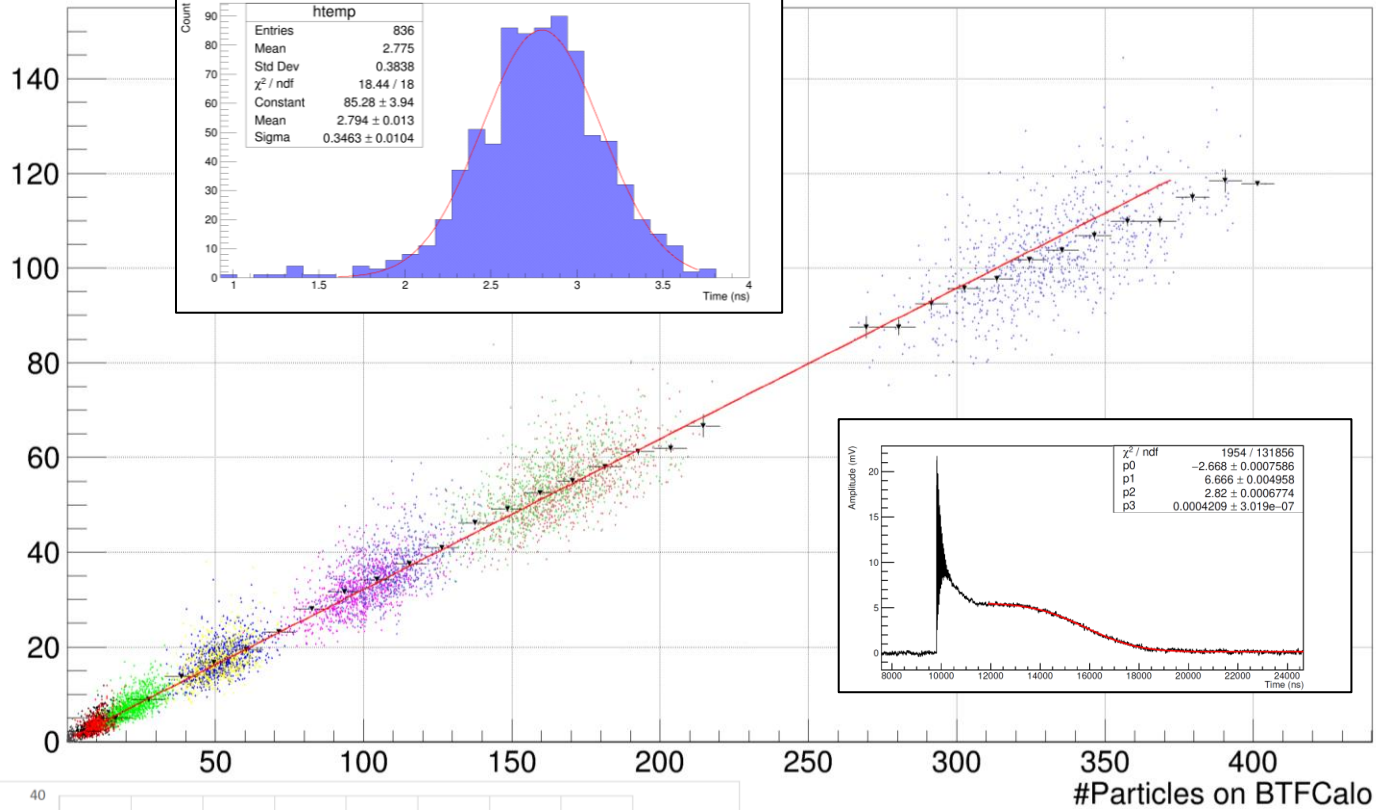 htemp
Entries 836
Mean 2.775
Std Dev 0.3838
χ² / ndf 18.44 / 18
Constant 85.28 ± 3.94
Mean 2.794 ± 0.013
Sigma 0.3463 ± 0.0104
Count
90
80
70
60
50
40
30
20
10
0
1 1.5 2 2.5 3 3.5 4
Time (ns)
140
120
100
80
60
40
20
0
χ² / ndf 1954 / 131856
p0 −2.668 ± 0.0007586
p1 6.666 ± 0.004958
p2 2.82 ± 0.0006774
p3 0.0004209 ± 3.019e−07
Amplitude (mV)
20
15
10
5
0
8000 10000 12000 14000 16000 18000 20000 22000 24000
Time (ns)
50 100 150 200 250 300 350 400
#Particles on BTFCalo
40